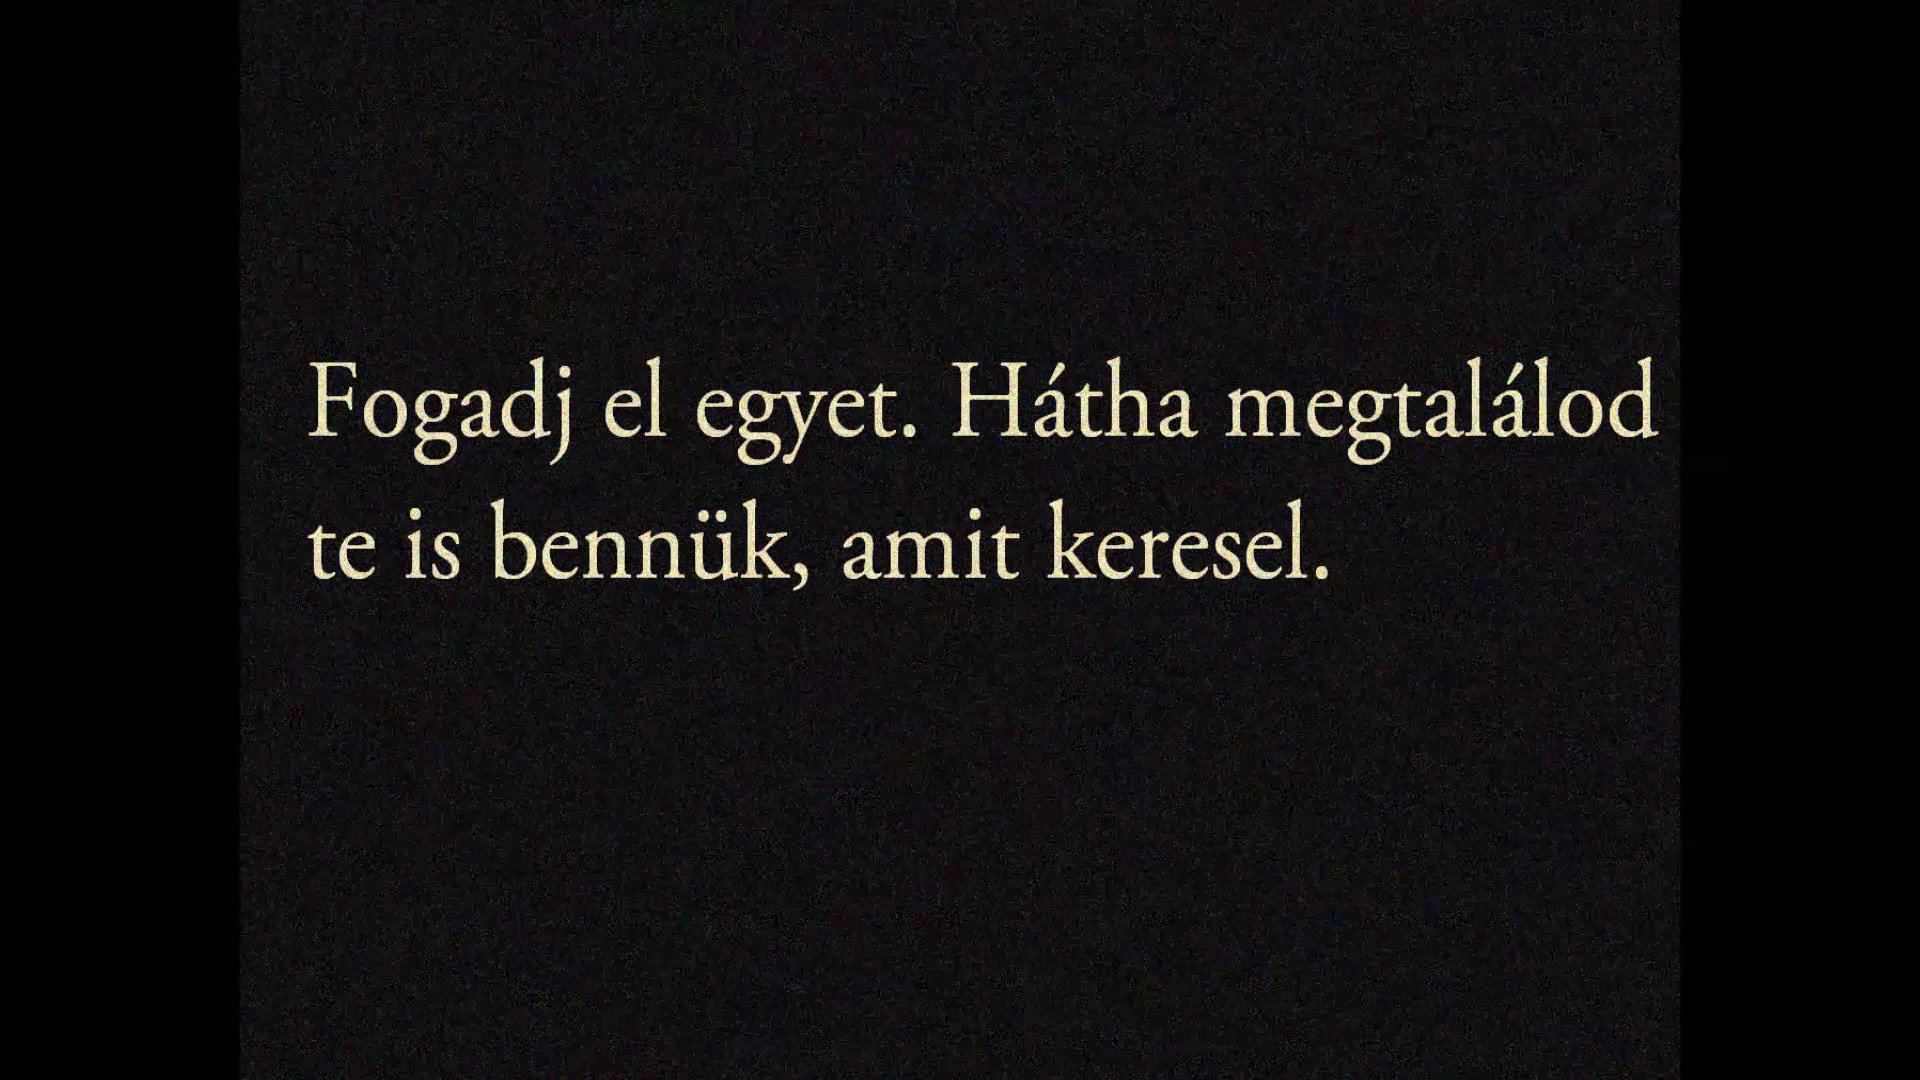 Fogadj el egyet. Hátha megtalálod
te is bennük, amit keresel.